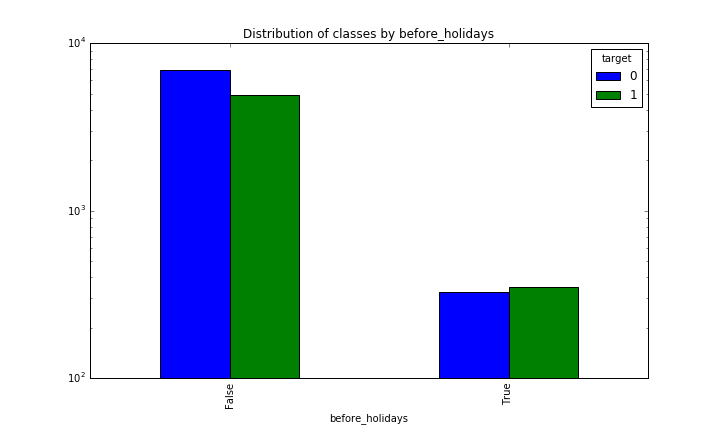 Distribution of classes by before_holidays
target
0
1
10^4
10^3
10^2
False
True
before_holidays